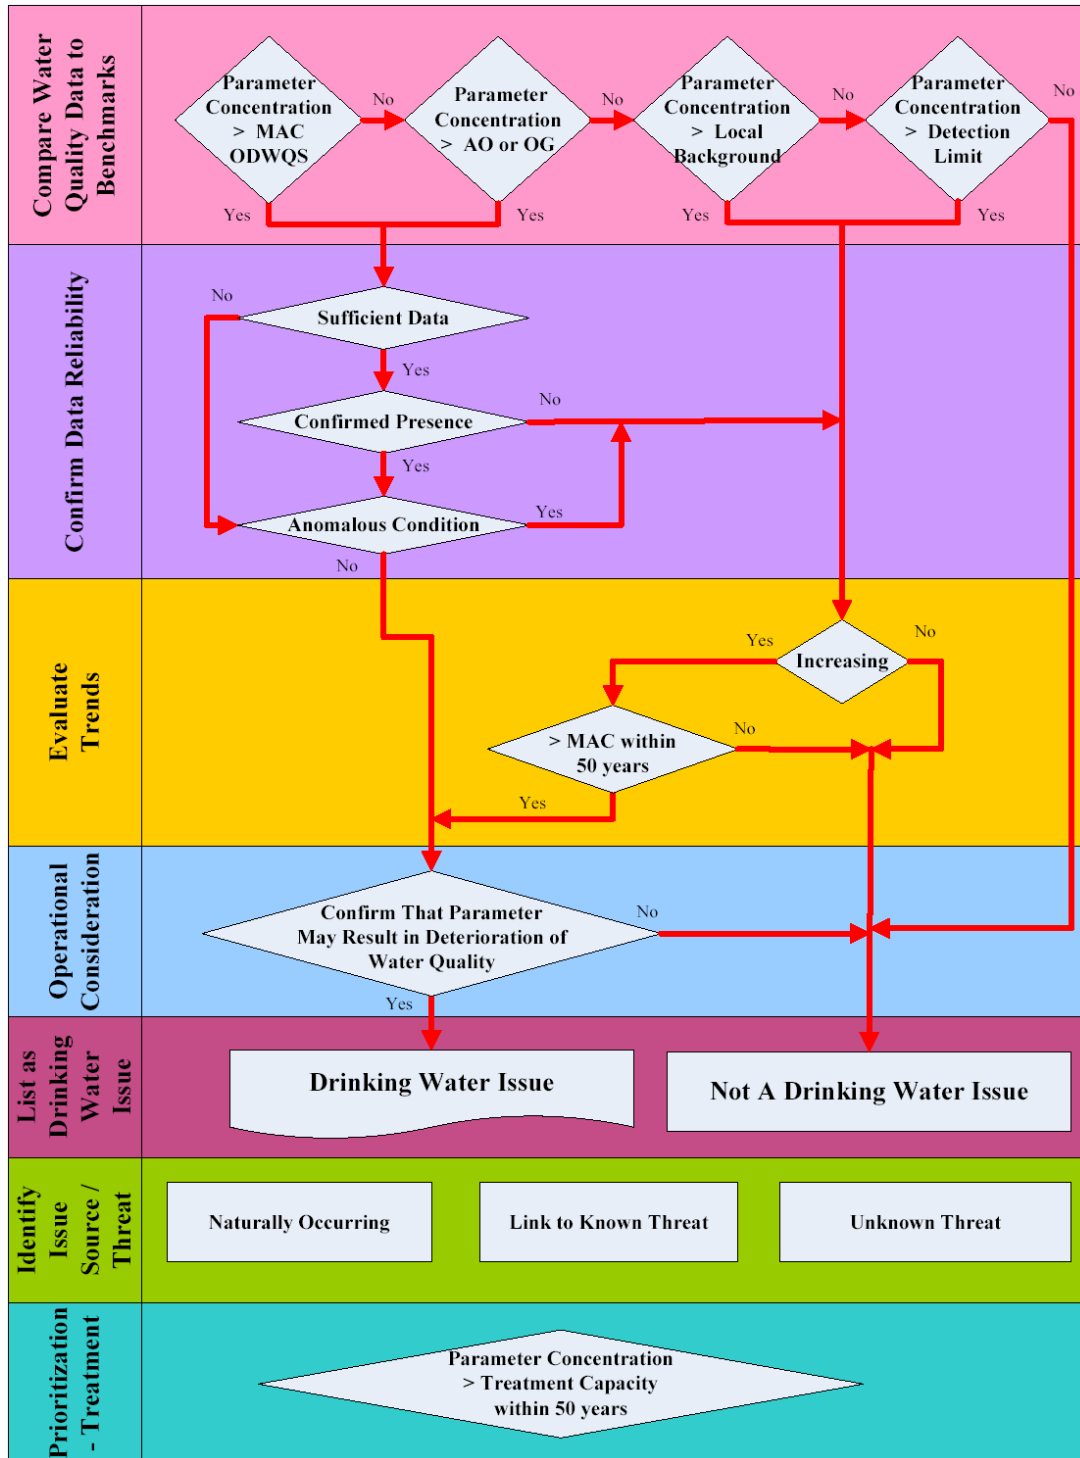 Compare Water
Quality Data to
Benchmarks
Parameter
Concentration
> MAC
ODWQS
No
Parameter
Concentration
> AO or OG
No
Parameter
Concentration
> Local
Background
No
Parameter
Concentration
> Detection
Limit
No
Yes
Yes
Yes
Yes
Confirm Data Reliability
No
Sufficient Data
Yes
Confirmed Presence
No
Yes
Anomalous Condition
Yes
No
Evaluate
Trends
Yes
Increasing
No
> MAC within
50 years
No
Yes
Operational
Consideration
Confirm That Parameter
May Result in Deterioration of
Water Quality
No
Yes
List as
Drinking
Water
Issue
Drinking Water Issue
Not A Drinking Water Issue
Identify
Issue
Source /
Threat
Naturally Occurring
Link to Known Threat
Unknown Threat
Prioritization
- Treatment
Parameter Concentration
> Treatment Capacity
within 50 years